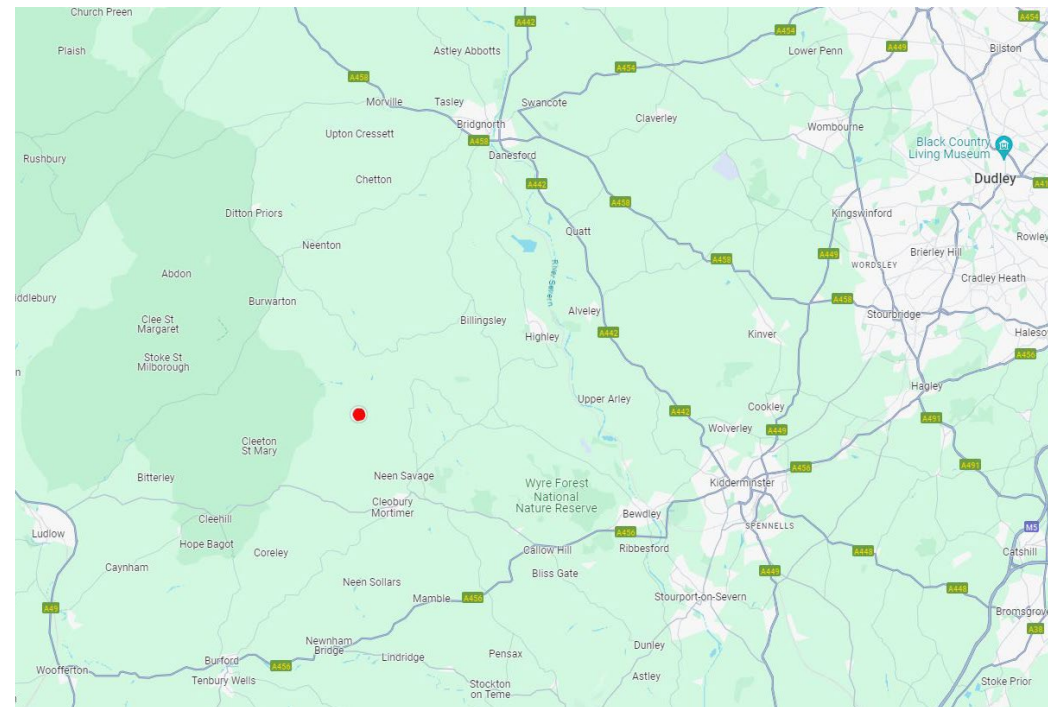 Church Preen
A442
A454
A454
Plaish
Astley Abbotts
Lower Penn
A449
Bilston
A454
A458
Morville
Tasley
Swancote
Claverley
Bridgnorth
Wombourne
Upton Cressett
A458
Black Country
Living Museum
Danesford
Rushbury
Dudley
Chetton
A442
A458
Ditton Priors
Kingswinford
Quatt
Rowley
Neenton
A449
Brierley Hill
A458
WORDSLEY
River Severn
Abdon
Cradley Heath
ddlebury
Burwarton
A458
Alveley
Stourbridge
Clee St
Margaret
Billingsley
A442
Kinver
Highley
Haleso
A456
Stoke St
Milborough
n
Hagley
Upper Arley
A442
Cookley
A491
Wolverley
A449
Cleeton
St Mary
A456
A491
Bitterley
Neen Savage
Wyre Forest
National
Nature Reserve
Kidderminster
Cleobury
Mortimer
Bewdley
Cleehill
SPENNELLS
M5
Ludlow
A456
Hope Bagot
Coreley
Callow Hill
Ribbesford
A448
Catshill
Caynham
Bliss Gate
A449
Neen Sollars
A448
Mamble
A456
Stourport-on-Severn
A49
Bromsgrove
A38
Newnham
Bridge
Dunley
Lindridge
Pensax
Burford
A456
Woofferton
Tenbury Wells
Astley
Stockton
on Teme
Stoke Prior